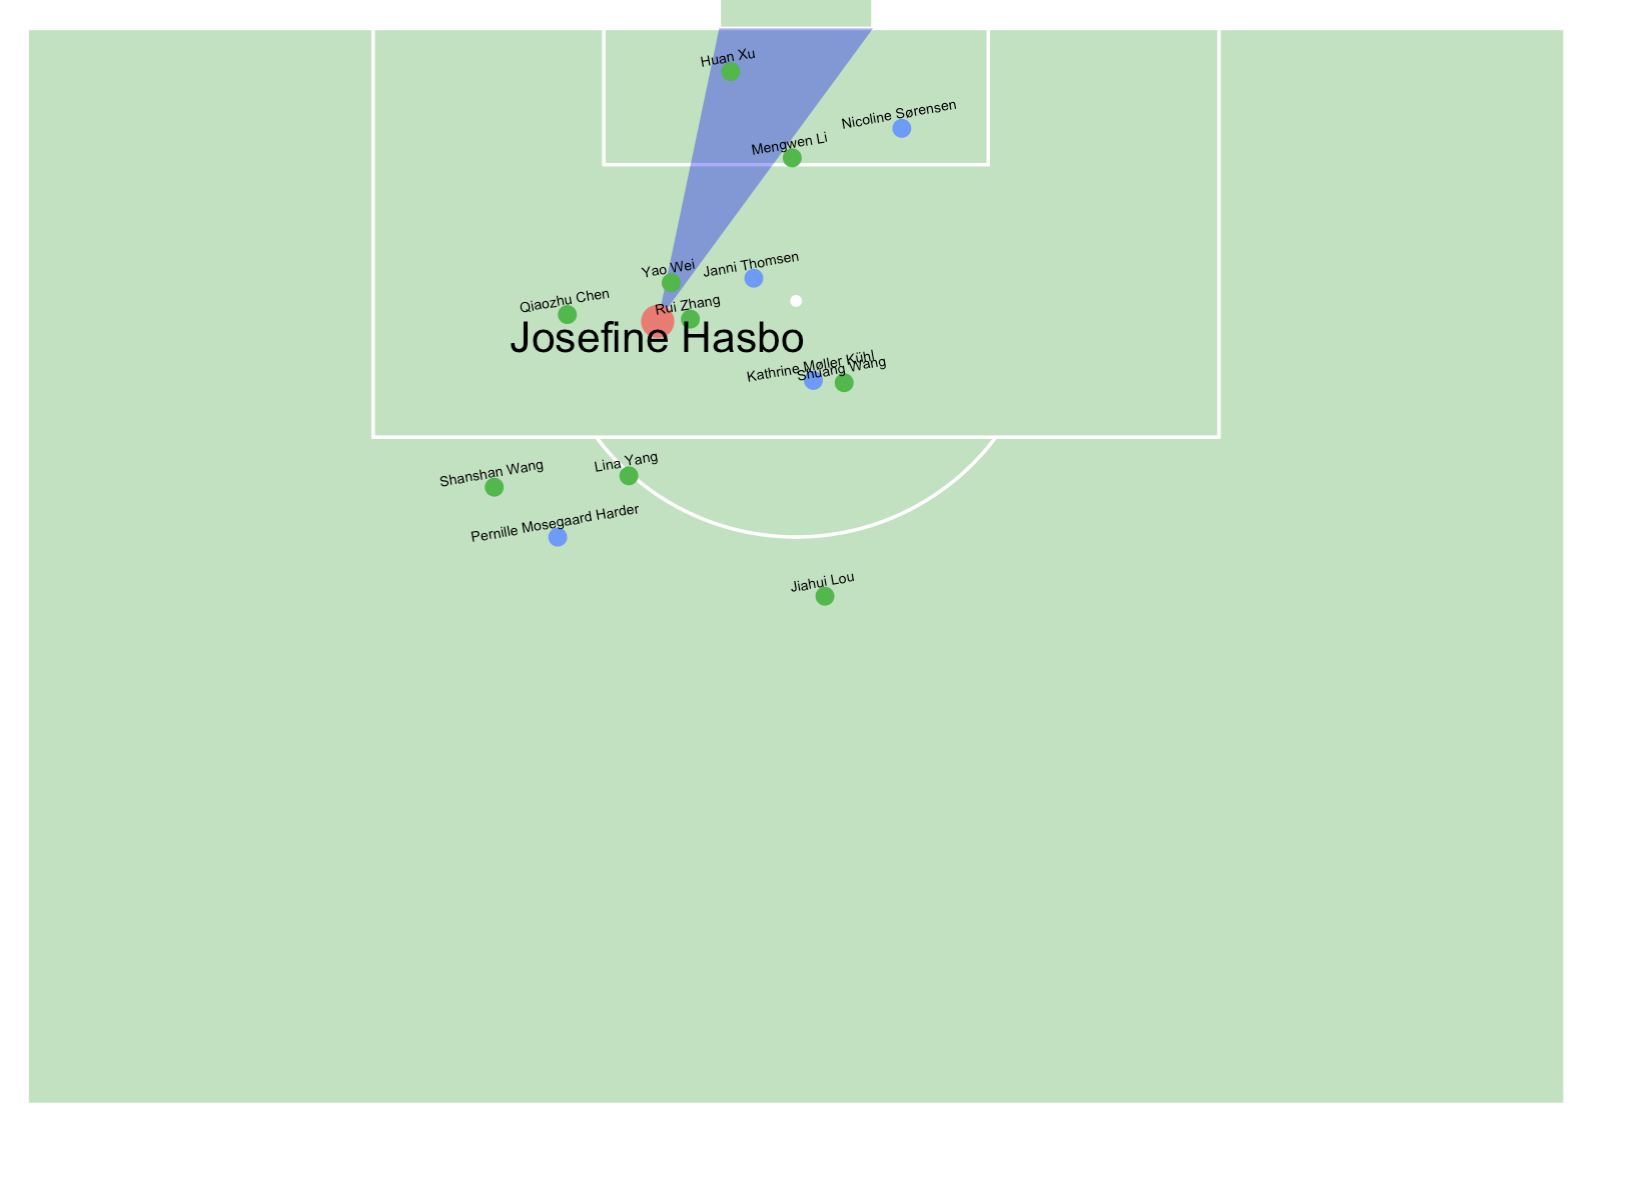 Huan Xu
Nicoline Sørensen
Mengwen Li
Yao Wei
Janni Thomsen
Qiaozhu Chen
Rui Zhang
Josefine Hasbo
Kathrine Møller Kühl
Shuang Wang
Shanshan Wang
Lina Yang
Pernille Mosegaard Harder
Jiahui Lou